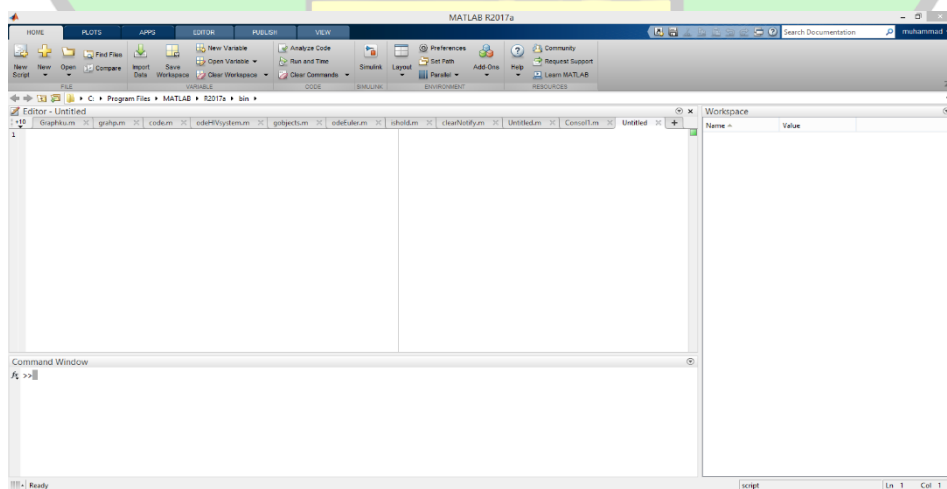 MATLAB R2017a
HOME PLOTS APPS EDITOR PUBLISH VIEW
Search Documentation muhammad
New Script New Open Find Files Compare Import Data Save Workspace New Variable Open Variable Clear Workspace Analyze Code Run and Time Clear Commands Simulink Layout Preferences Set Path Parallel Add-Ons Help Community Request Support Learn MATLAB
FILE VARIABLE CODE SIMULINK ENVIRONMENT RESOURCES
C: Program Files MATLAB R2017a bin
Editor - Untitled
+10 Graphku.m grahp.m code.m odeHIVsystem.m gobjects.m odeEuler.m ishold.m clearNotify.m Untitled.m Consol1.m Untitled +
1
Workspace
Name Value
Command Window
fx >>
Ready script Ln 1 Col 1